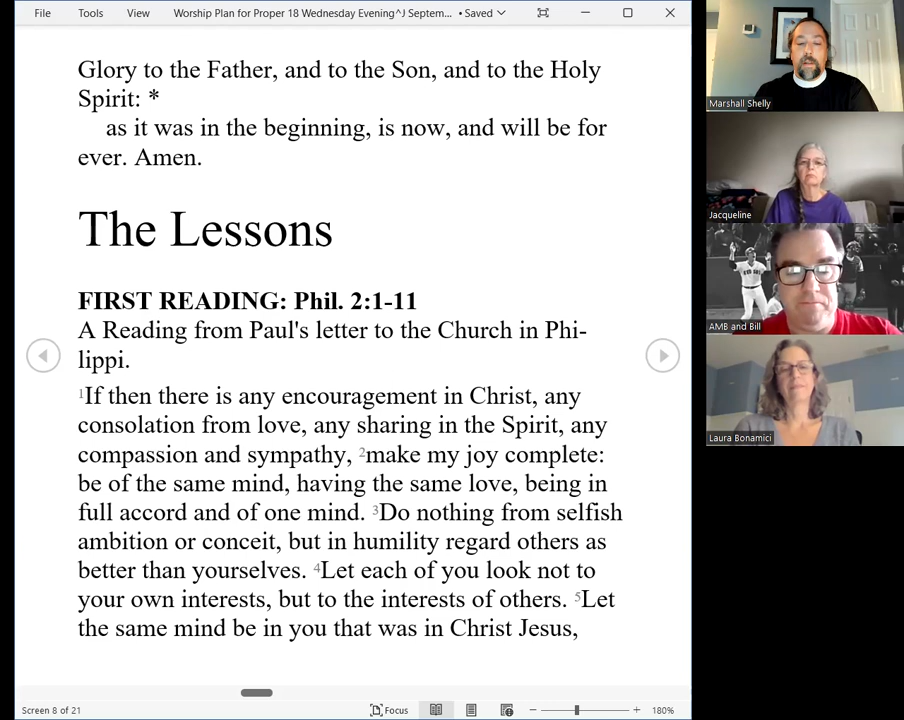 File Tools View Worship Plan for Proper 18 Wednesday Evening^J Septem... • Saved
Glory to the Father, and to the Son, and to the Holy
Spirit: *
as it was in the beginning, is now, and will be for
ever. Amen.
The Lessons
FIRST READING: Phil. 2:1-11
A Reading from Paul's letter to the Church in Phi-
lippi.
1If then there is any encouragement in Christ, any
consolation from love, any sharing in the Spirit, any
compassion and sympathy, 2make my joy complete:
be of the same mind, having the same love, being in
full accord and of one mind. 3Do nothing from selfish
ambition or conceit, but in humility regard others as
better than yourselves. 4Let each of you look not to
your own interests, but to the interests of others. 5Let
the same mind be in you that was in Christ Jesus,
Screen 8 of 21 Focus 180%
Marshall Shelly
Jacqueline
AMB and Bill
Laura Bonamici